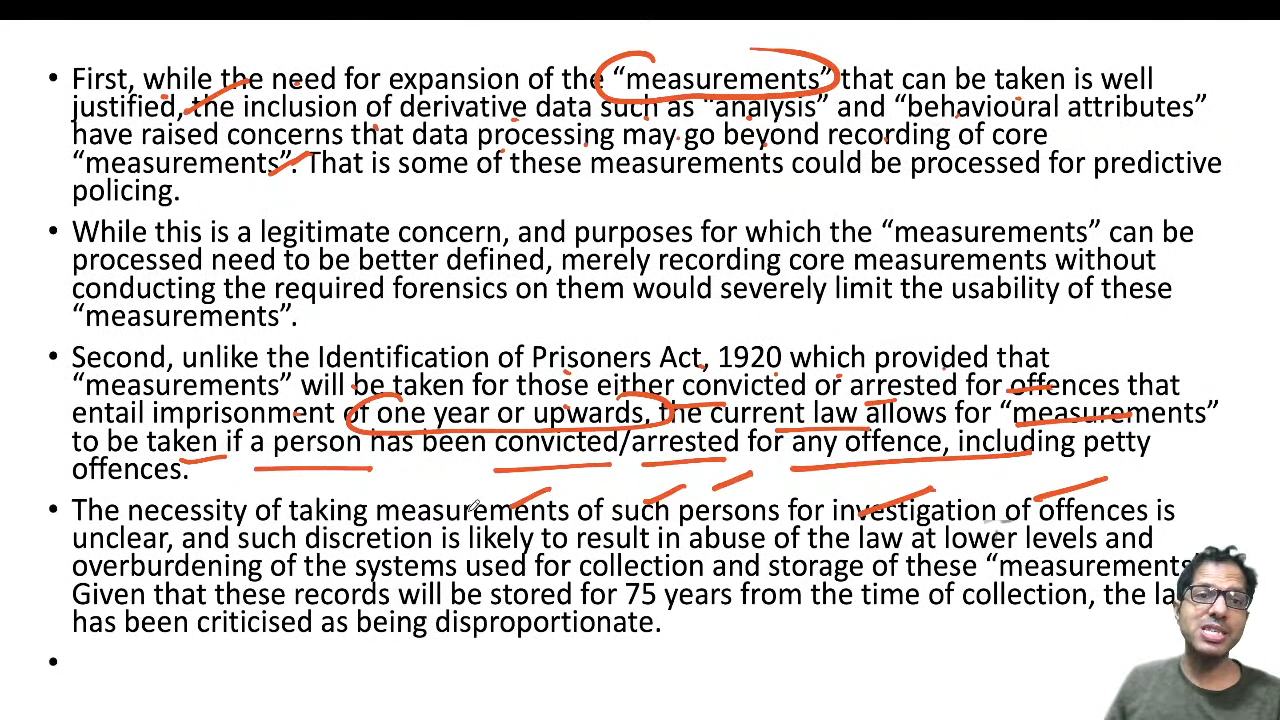 • First, while the need for expansion of the “measurements” that can be taken is well
justified, the inclusion of derivative data such as “analysis” and “behavioural attributes”
have raised concerns that data processing may go beyond recording of core
“measurements”. That is some of these measurements could be processed for predictive
policing.
• While this is a legitimate concern, and purposes for which the “measurements” can be
processed need to be better defined, merely recording core measurements without
conducting the required forensics on them would severely limit the usability of these
“measurements”.
• Second, unlike the Identification of Prisoners Act, 1920 which provided that
“measurements” will be taken for those either convicted or arrested for offences that
entail imprisonment of one year or upwards, the current law allows for “measurements”
to be taken if a person has been convicted/arrested for any offence, including petty
offences.
• The necessity of taking measurements of such persons for investigation of offences is
unclear, and such discretion is likely to result in abuse of the law at lower levels and
overburdening of the systems used for collection and storage of these “measurements”.
Given that these records will be stored for 75 years from the time of collection, the la
has been criticised as being disproportionate.
•